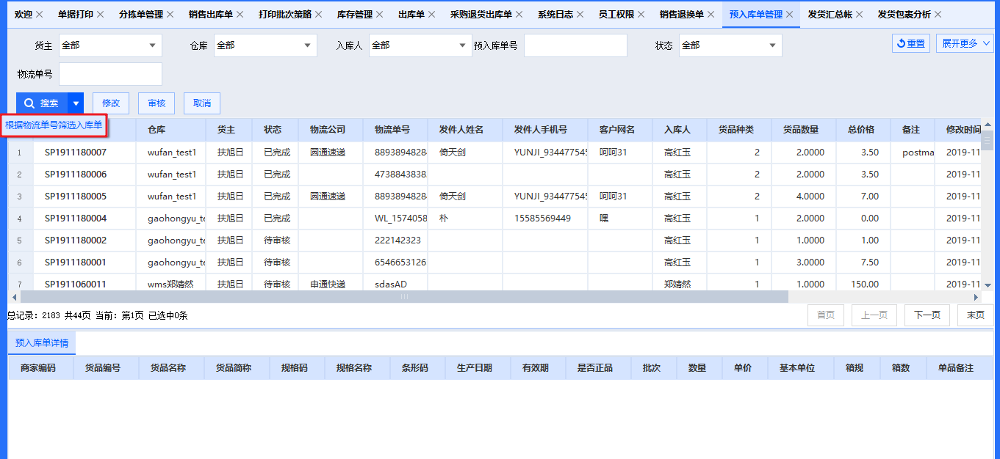 欢迎 单据打印 分拣单管理 销售出库单 打印批次策略 库存管理 出库单 采购退货出库单 系统日志 员工权限 销售退换单 预入库单管理 发货汇总帐 发货包裹分析
货主 全部 仓库 全部 入库人 全部 预入库单号 状态 全部 重置 展开更多
物流单号
搜索 修改 审核 取消
根据物流单号筛选入库单
仓库 货主 状态 物流公司 物流单号 发件人姓名 发件人手机号 客户网名 入库人 货品种类 货品数量 总价格 备注 修改时间
1 SP1911180007 wufan_test1 扶旭日 已完成 圆通速递 8893894828 倚天剑 YUNJI_934477545 呵呵31 高红玉 2 2.0000 3.50 postma 2019-11
2 SP1911180006 wufan_test1 扶旭日 已完成 4738843838 高红玉 2 2.0000 3.50 2019-11
3 SP1911180005 wufan_test1 扶旭日 已完成 圆通速递 8893894828 倚天剑 YUNJI_934477545 呵呵31 高红玉 2 4.0000 7.00 2019-11
4 SP1911180004 gaohongyu_te 扶旭日 已完成 WL_1574058 朴 15585569449 嘿 高红玉 1 2.0000 0.00 2019-11
5 SP1911180002 gaohongyu_te 扶旭日 待审核 222142323 高红玉 1 1.0000 1.00 2019-11
6 SP1911180001 gaohongyu_te 扶旭日 待审核 6546653126 高红玉 1 3.0000 7.50 2019-11
7 SP1911060011 wms郑婧然 扶旭日 待审核 申通快递 sdasAD 郑婧然 1 1.0000 150.00 2019-11
总记录：2183 共44页 当前：第1页 已选中0条 首页 上一页 下一页 末页
预入库单详情
商家编码 货品编号 货品名称 货品简称 规格码 规格名称 条形码 生产日期 有效期 是否正品 批次 数量 单价 基本单位 箱规 箱数 单品备注